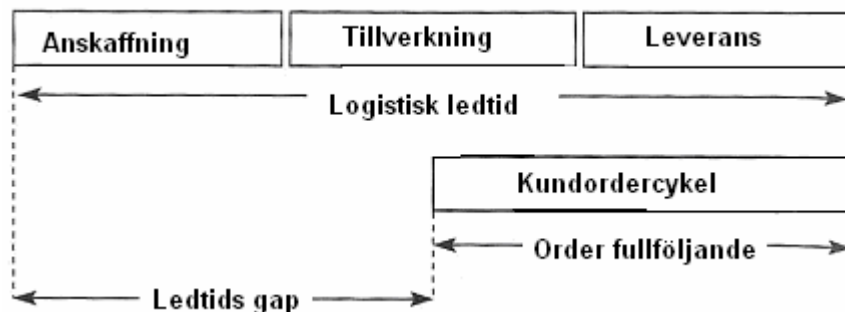 Anskaffning Tillverkning Leverans
Logistisk ledtid
Kundordercykel
Order fullföljande
Ledtids gap